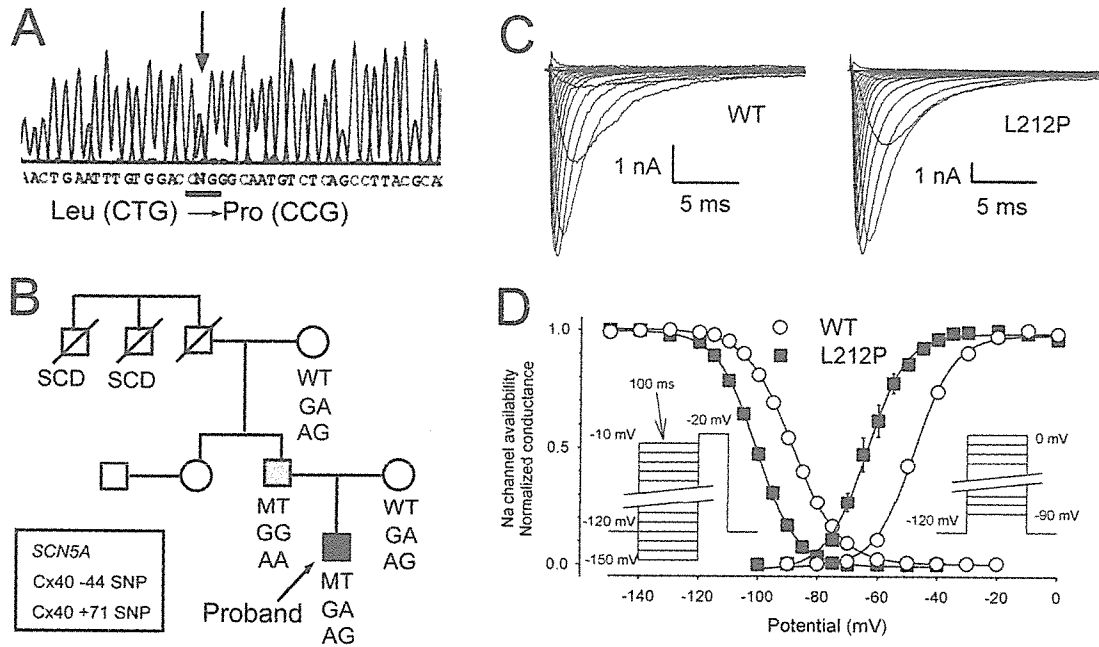 A
AACTGAATTTGTGGACCNGGGCAATGTCTCAGCCTTACGCA
Leu (CTG) → Pro (CCG)
B
SCD
SCD
WT
GA
AG
MT
GG
AA
WT
GA
AG
Proband
MT
GA
AG
SCN5A
Cx40 -44 SNP
Cx40 +71 SNP
C
WT
1 nA
5 ms
L212P
1 nA
5 ms
D
Na channel availability
Normalized conductance
1.0
0.5
0.0
WT
L212P
100 ms
-10 mV
-20 mV
-120 mV
-150 mV
0 mV
-120 mV
-90 mV
-140
-120
-100
-80
-60
-40
-20
0
Potential (mV)